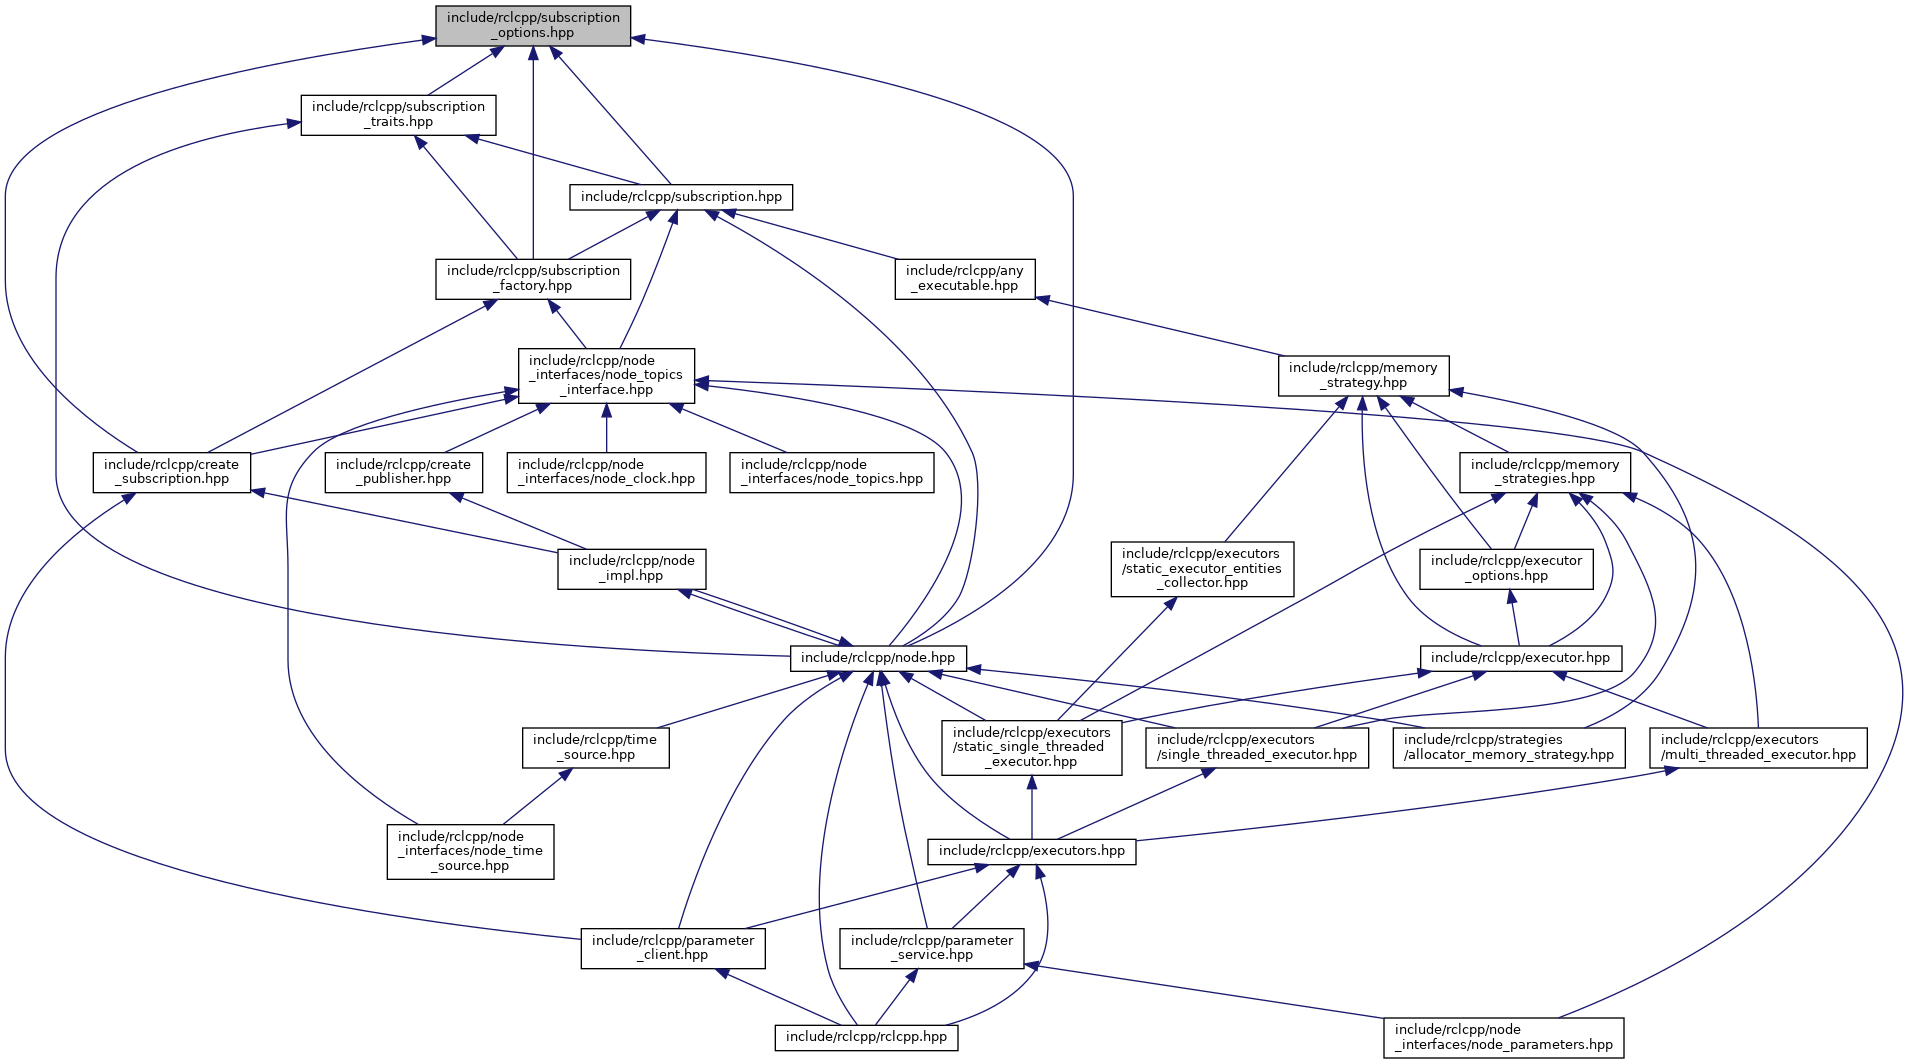 include/rclcpp/subscription
_options.hpp
include/rclcpp/subscription
_traits.hpp
include/rclcpp/subscription.hpp
include/rclcpp/subscription
_factory.hpp
include/rclcpp/any
_executable.hpp
include/rclcpp/node
_interfaces/node_topics
_interface.hpp
include/rclcpp/memory
_strategy.hpp
include/rclcpp/create
_subscription.hpp
include/rclcpp/create
_publisher.hpp
include/rclcpp/node
_interfaces/node_clock.hpp
include/rclcpp/node
_interfaces/node_topics.hpp
include/rclcpp/memory
_strategies.hpp
include/rclcpp/node
_impl.hpp
include/rclcpp/executors
/static_executor_entities
_collector.hpp
include/rclcpp/executor
_options.hpp
include/rclcpp/node.hpp
include/rclcpp/executor.hpp
include/rclcpp/time
_source.hpp
include/rclcpp/executors
/static_single_threaded
_executor.hpp
include/rclcpp/executors
/single_threaded_executor.hpp
include/rclcpp/strategies
/allocator_memory_strategy.hpp
include/rclcpp/executors
/multi_threaded_executor.hpp
include/rclcpp/node
_interfaces/node_time
_source.hpp
include/rclcpp/executors.hpp
include/rclcpp/parameter
_client.hpp
include/rclcpp/parameter
_service.hpp
include/rclcpp/rclcpp.hpp
include/rclcpp/node
_interfaces/node_parameters.hpp